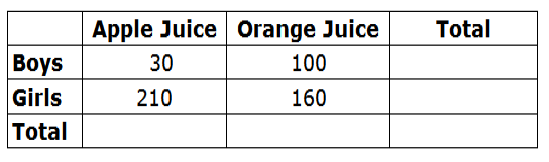 Apple Juice Orange Juice Total
Boys 30 100
Girls 210 160
Total